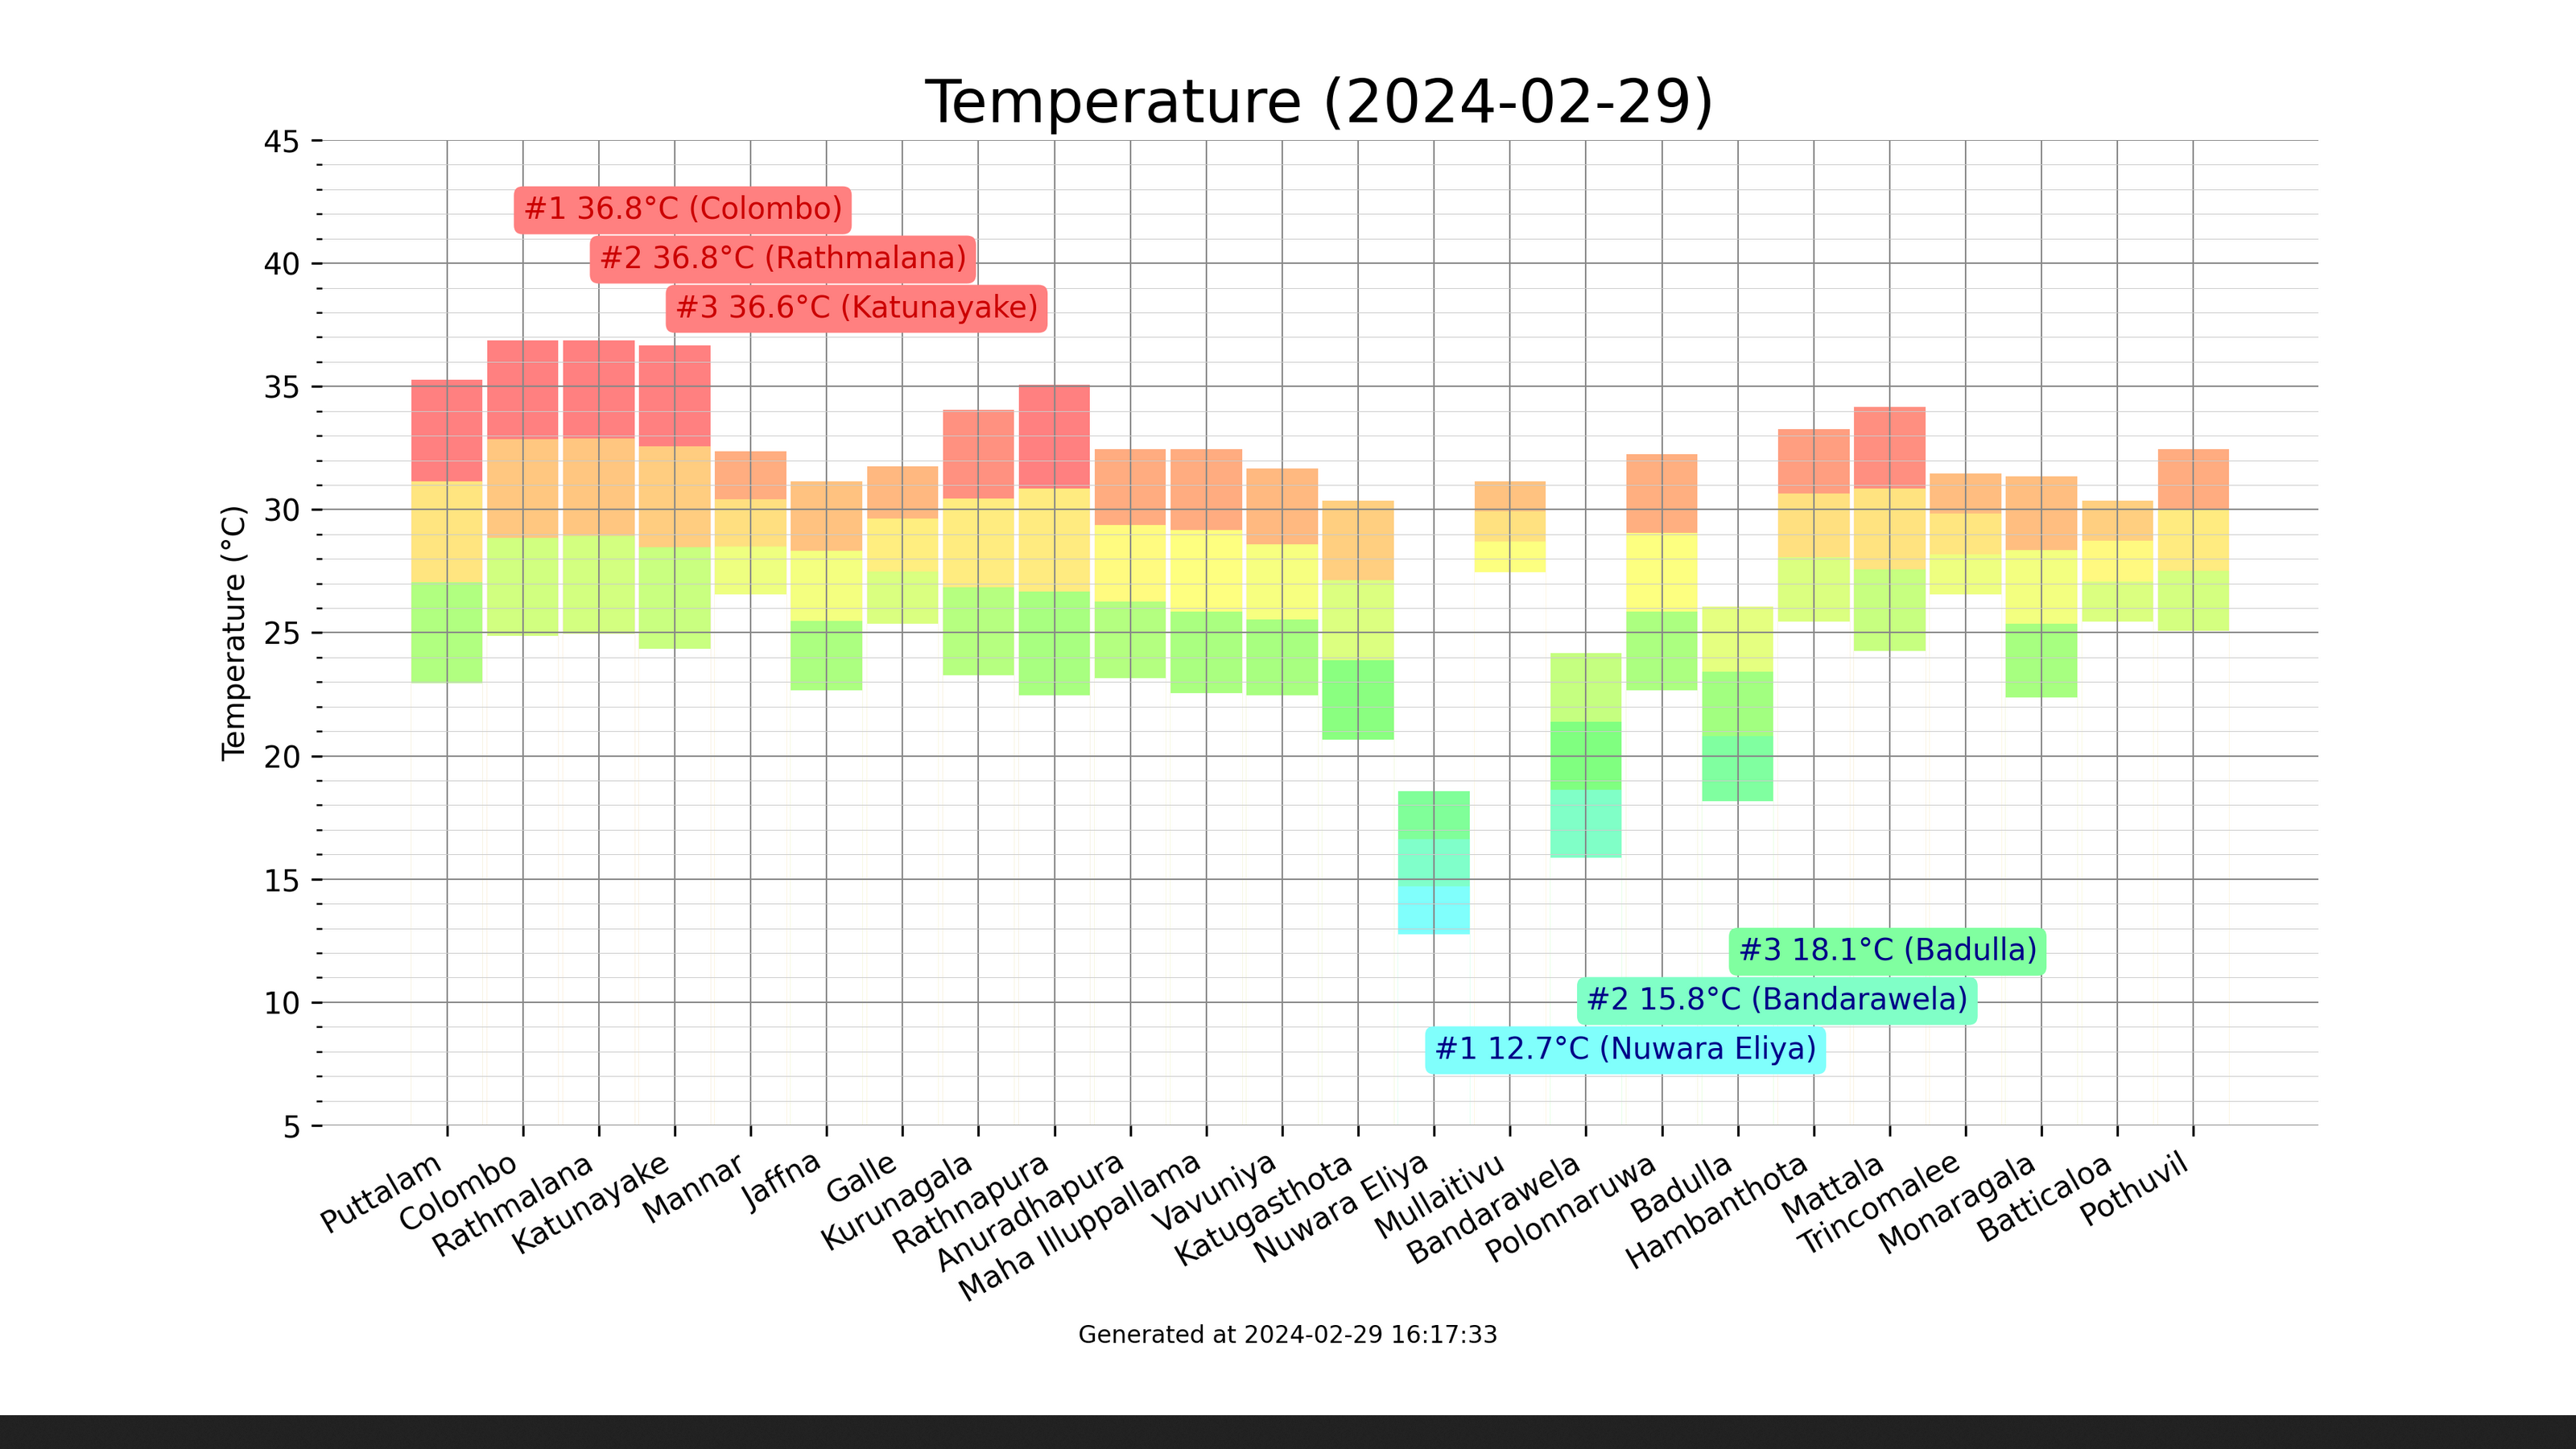 Temperature (2024-02-29)
45
40
35
30
25
20
15
10
5
Temperature (°C)
#1 36.8°C (Colombo)
#2 36.8°C (Rathmalana)
#3 36.6°C (Katunayake)
#3 18.1°C (Badulla)
#2 15.8°C (Bandarawela)
#1 12.7°C (Nuwara Eliya)
Puttalam
Colombo
Rathmalana
Katunayake
Mannar
Jaffna
Galle
Kurunagala
Rathnapura
Anuradhapura
Maha Illuppallama
Vavuniya
Katugasthota
Nuwara Eliya
Mullaitivu
Bandarawela
Polonnaruwa
Badulla
Hambanthota
Mattala
Trincomalee
Monaragala
Batticaloa
Pothuvil
Generated at 2024-02-29 16:17:33